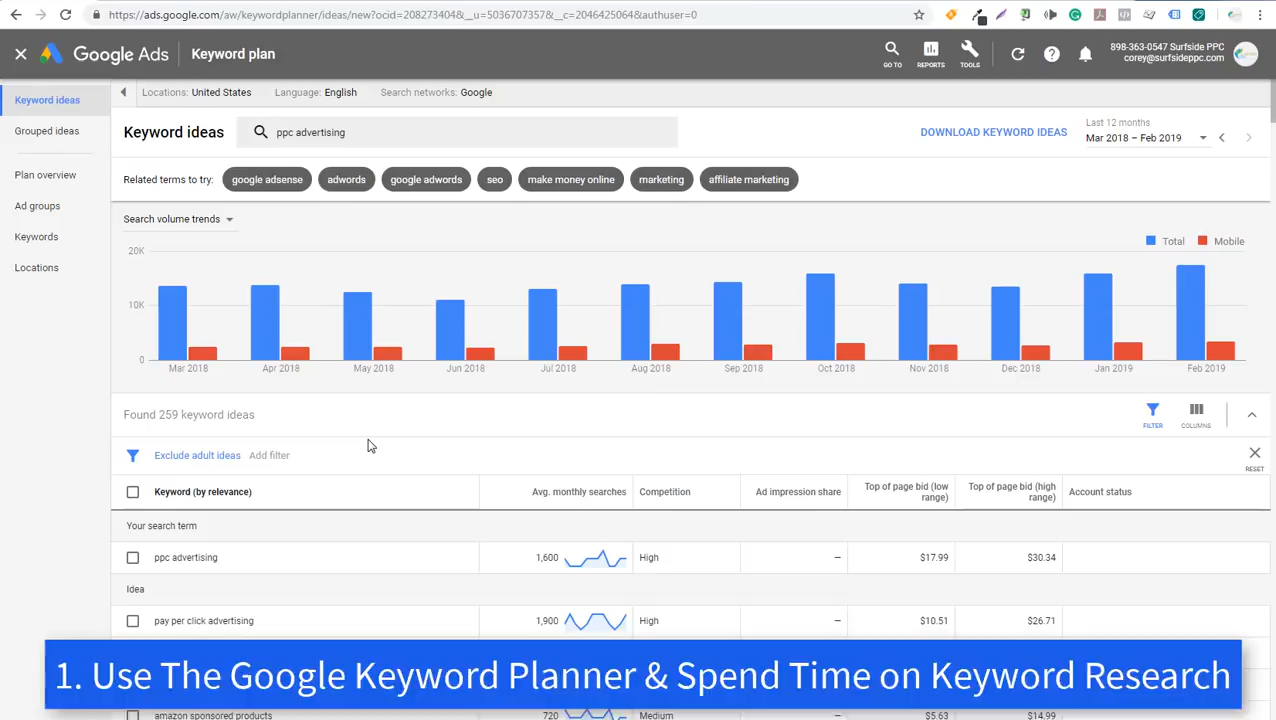 https://ads.google.com/aw/keywordplanner/ideas/new?ocid=208273404&__u=5036707357&__c=2046425064&authuser=0
Google Ads
Keyword plan
GO TO
REPORTS
TOOLS
898-363-0547 Surfside PPC
corey@surfsideppc.com
Keyword ideas
Grouped ideas
Plan overview
Ad groups
Keywords
Locations
Locations: United States
Language: English
Search networks: Google
Keyword ideas
ppc advertising
DOWNLOAD KEYWORD IDEAS
Last 12 months
Mar 2018 – Feb 2019
Related terms to try:
google adsense
adwords
google adwords
seo
make money online
marketing
affiliate marketing
Search volume trends
Total
Mobile
20K
10K
0
Mar 2018
Apr 2018
May 2018
Jun 2018
Jul 2018
Aug 2018
Sep 2018
Oct 2018
Nov 2018
Dec 2018
Jan 2019
Feb 2019
Found 259 keyword ideas
FILTER
COLUMNS
Exclude adult ideas
Add filter
RESET
Keyword (by relevance)
Avg. monthly searches
Competition
Ad impression share
Top of page bid (low
range)
Top of page bid (high
range)
Account status
Your search term
ppc advertising
1,600
High
–
$17.99
$30.34
Idea
pay per click advertising
1,900
High
–
$10.51
$26.71
1. Use The Google Keyword Planner & Spend Time on Keyword Research
amazon sponsored products
720
Medium
–
$5.63
$14.99